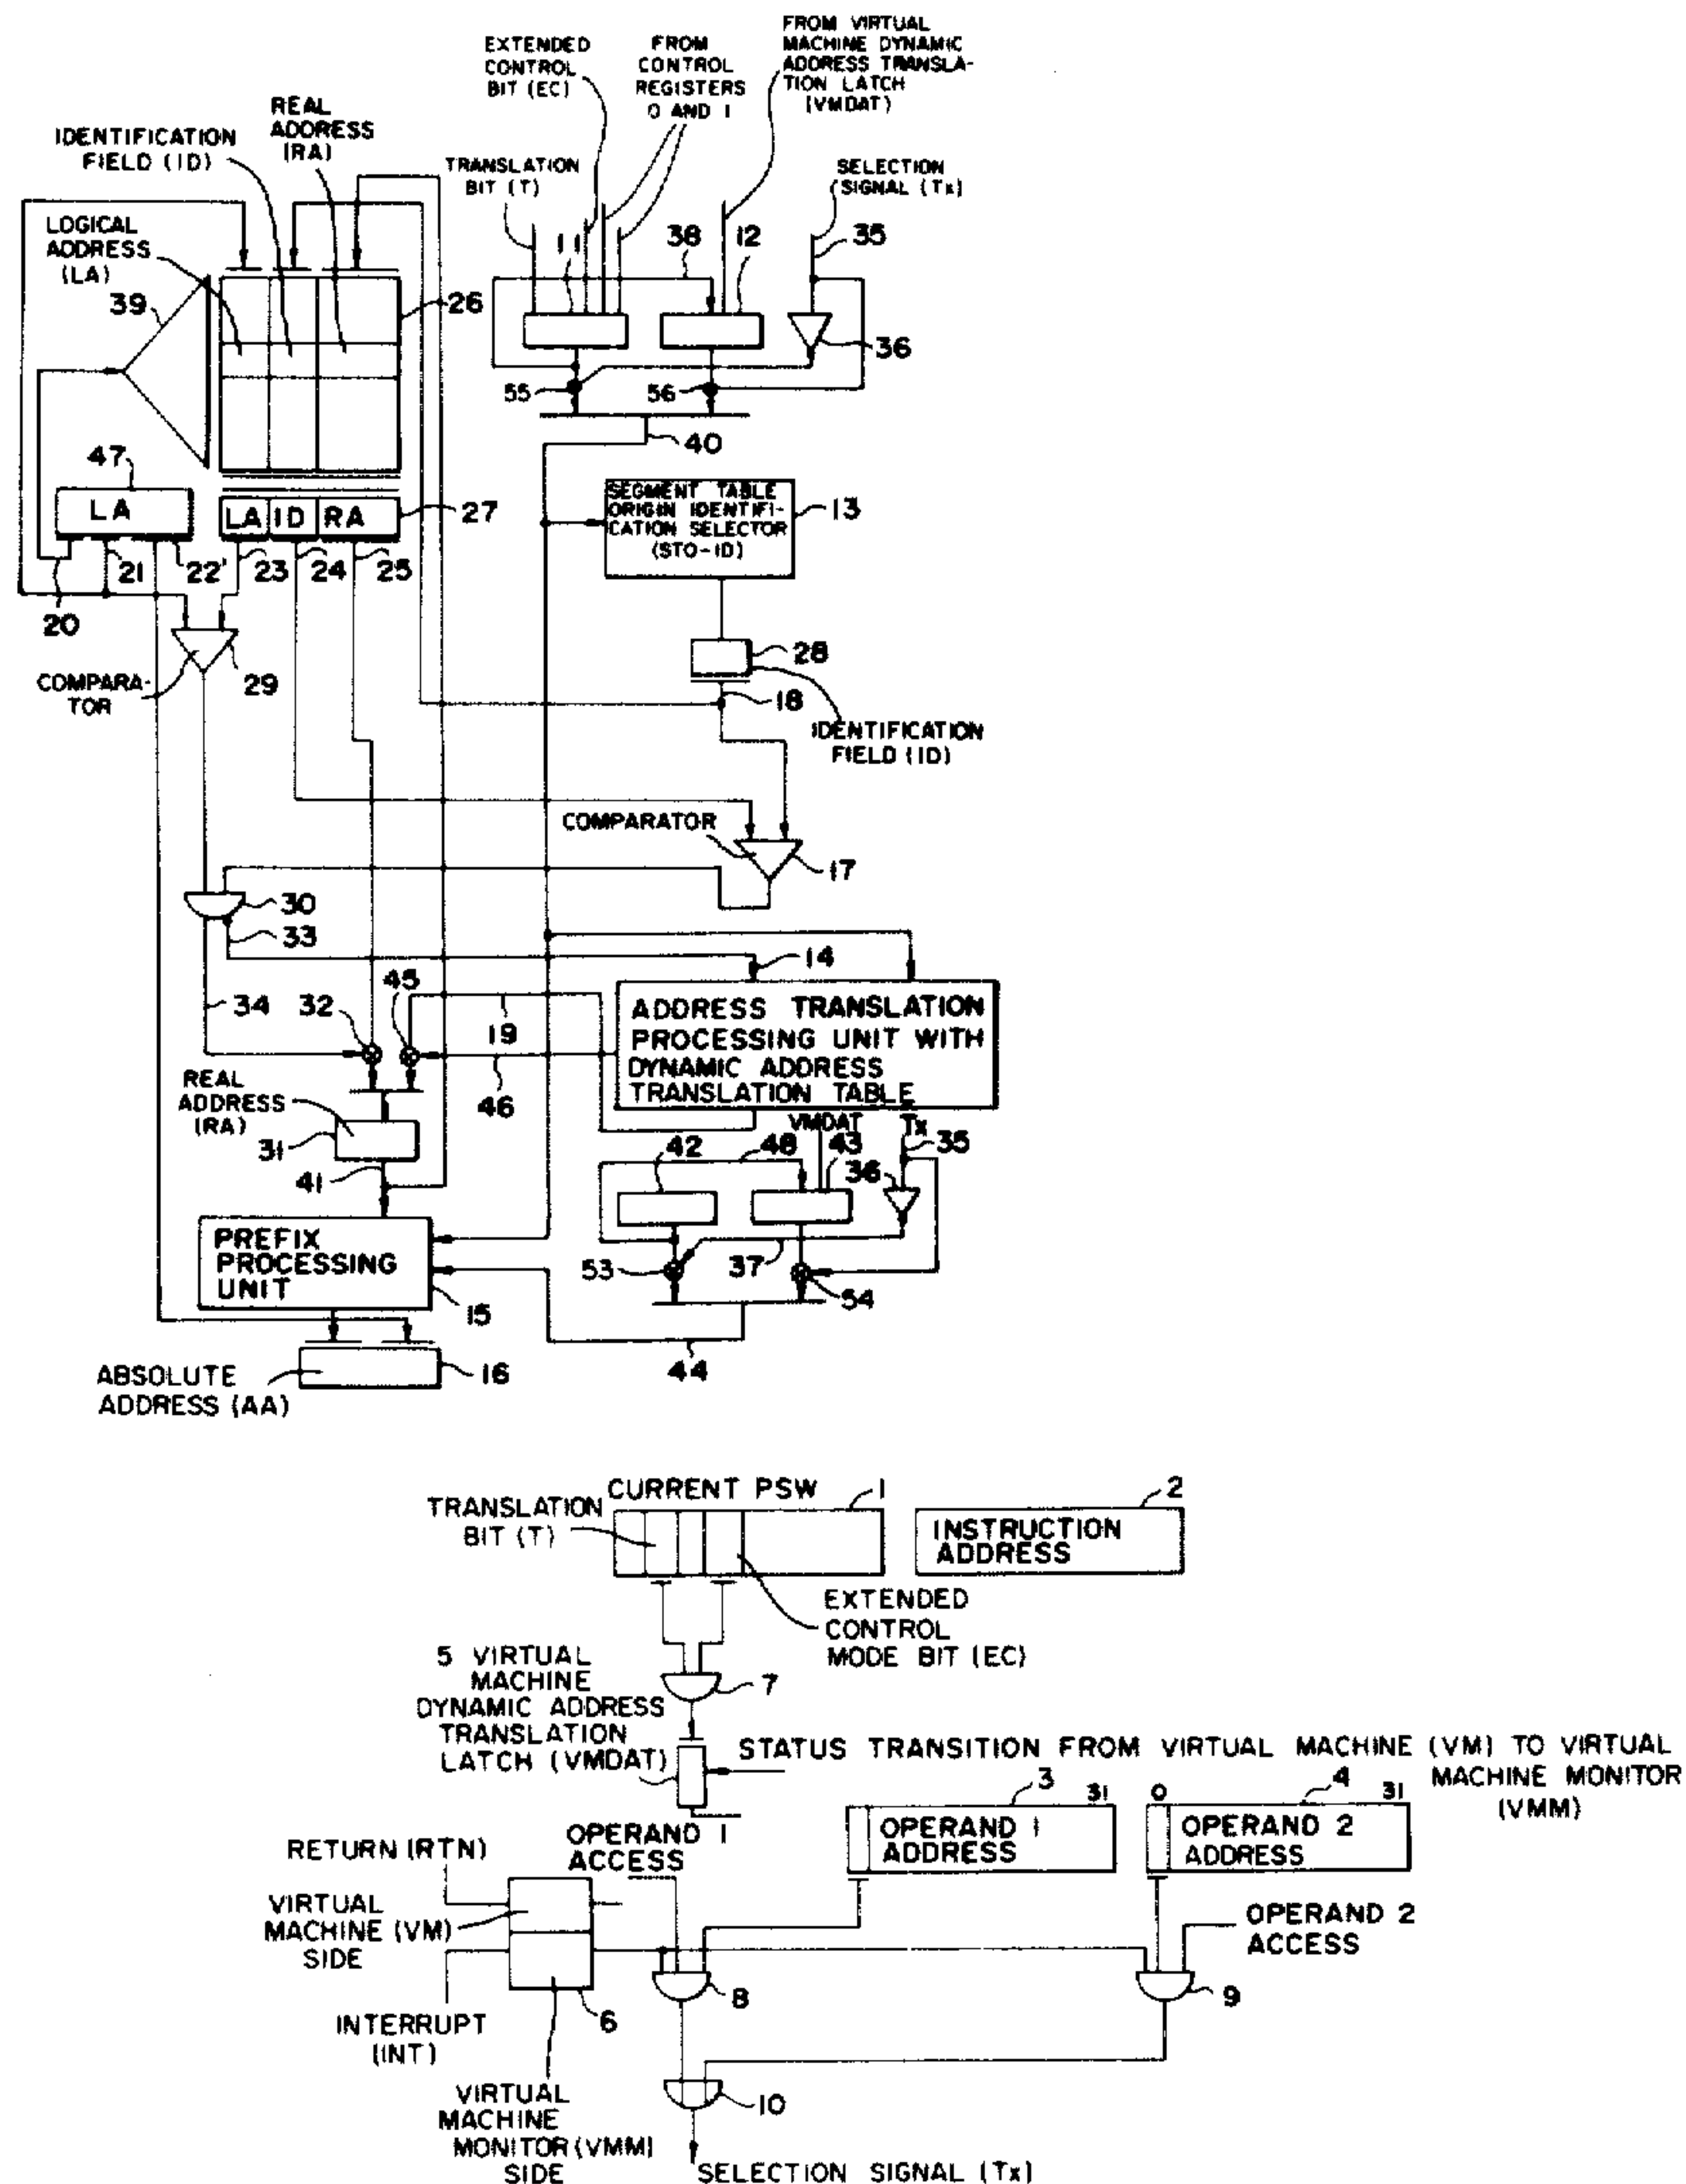 FROM VIRTUAL
MACHINE DYNAMIC
ADDRESS TRANSLA-
TION LATCH
(VMDAT)
EXTENDED
CONTROL
BIT (EC)
FROM
CONTROL
REGISTERS
0 AND 1
REAL
ADDRESS
(RA)
IDENTIFICATION
FIELD (ID)
TRANSLATION
BIT (T)
SELECTION
SIGNAL (Tx)
LOGICAL
ADDRESS
(LA)
11
38
12
35
39
26
36
55
56
40
47
LA
LA ID RA
27
SEGMENT TABLE
ORIGIN IDENTIFI-
CATION SELECTOR
(STO-ID)
13
20
21
22'
23
24
25
28
18
COMPARA-
TOR
29
IDENTIFICATION
FIELD (ID)
COMPARATOR
17
30
33
14
34
32
45
19
46
ADDRESS TRANSLATION
PROCESSING UNIT WITH
DYNAMIC ADDRESS
TRANSLATION TABLE
REAL
ADDRESS
(RA)
31
41
VMDAT
Tx
42
48
43
36
35
PREFIX
PROCESSING
UNIT
15
53
37
54
44
ABSOLUTE
ADDRESS (AA)
16
CURRENT PSW
1
2
TRANSLATION
BIT (T)
INSTRUCTION
ADDRESS
EXTENDED
CONTROL
MODE BIT (EC)
5 VIRTUAL
MACHINE
DYNAMIC ADDRESS
TRANSLATION
LATCH (VMDAT)
7
STATUS TRANSITION FROM VIRTUAL MACHINE (VM) TO VIRTUAL
MACHINE MONITOR
(VMM)
3
31
0
4
31
OPERAND 1
ADDRESS
OPERAND 2
ADDRESS
OPERAND 1
ACCESS
RETURN (RTN)
VIRTUAL
MACHINE (VM)
SIDE
OPERAND 2
ACCESS
INTERRUPT
(INT)
6
8
9
VIRTUAL
MACHINE
MONITOR (VMM)
SIDE
10
SELECTION SIGNAL (Tx)